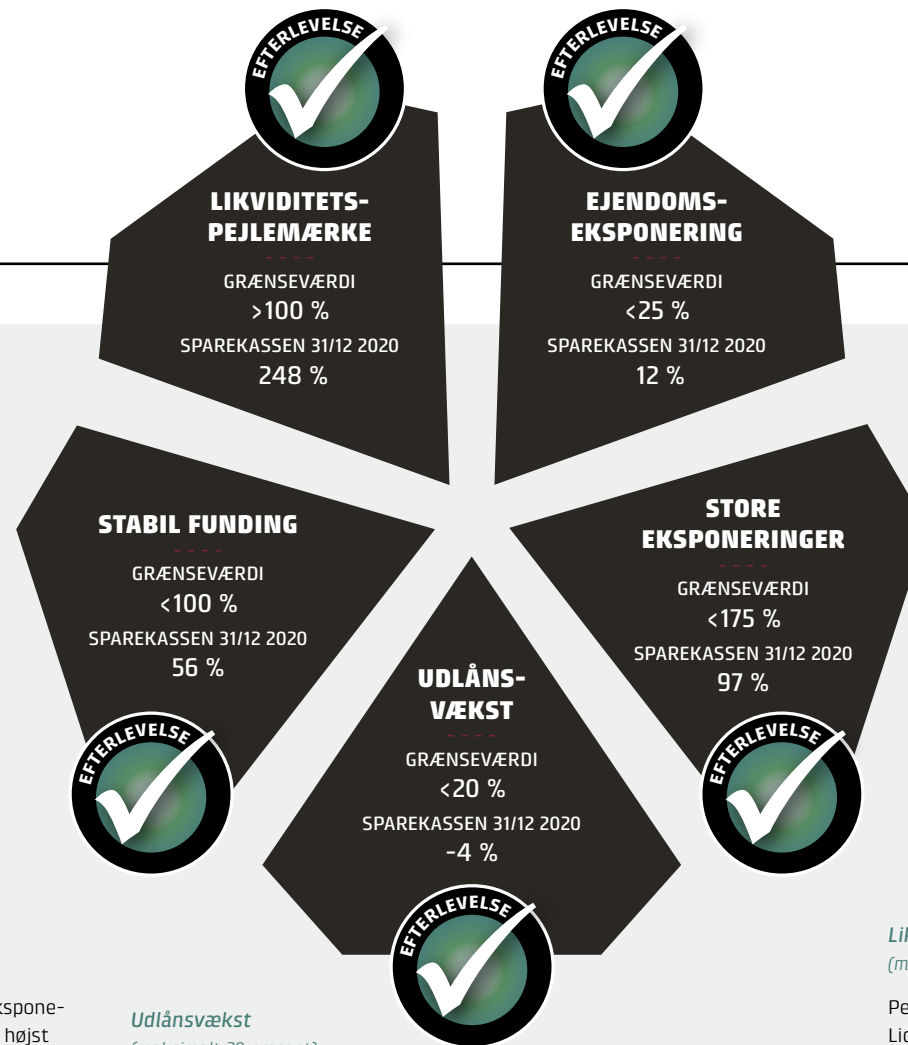 EFTERLEVELSE
LIKVIDITETS-
PEJLEMÆRKE
GRÆNSEVÆRDI
>100 %
SPAREKASSEN 31/12 2020
248 %
EFTERLEVELSE
EJENDOMS-
EKSPONERING
GRÆNSEVÆRDI
<25 %
SPAREKASSEN 31/12 2020
12 %
STABIL FUNDING
GRÆNSEVÆRDI
<100 %
SPAREKASSEN 31/12 2020
56 %
EFTERLEVELSE
STORE
EKSPONERINGER
GRÆNSEVÆRDI
<175 %
SPAREKASSEN 31/12 2020
97 %
EFTERLEVELSE
UDLÅNS-
VÆKST
GRÆNSEVÆRDI
<20 %
SPAREKASSEN 31/12 2020
-4 %
EFTERLEVELSE
højst
Udlånsvækst